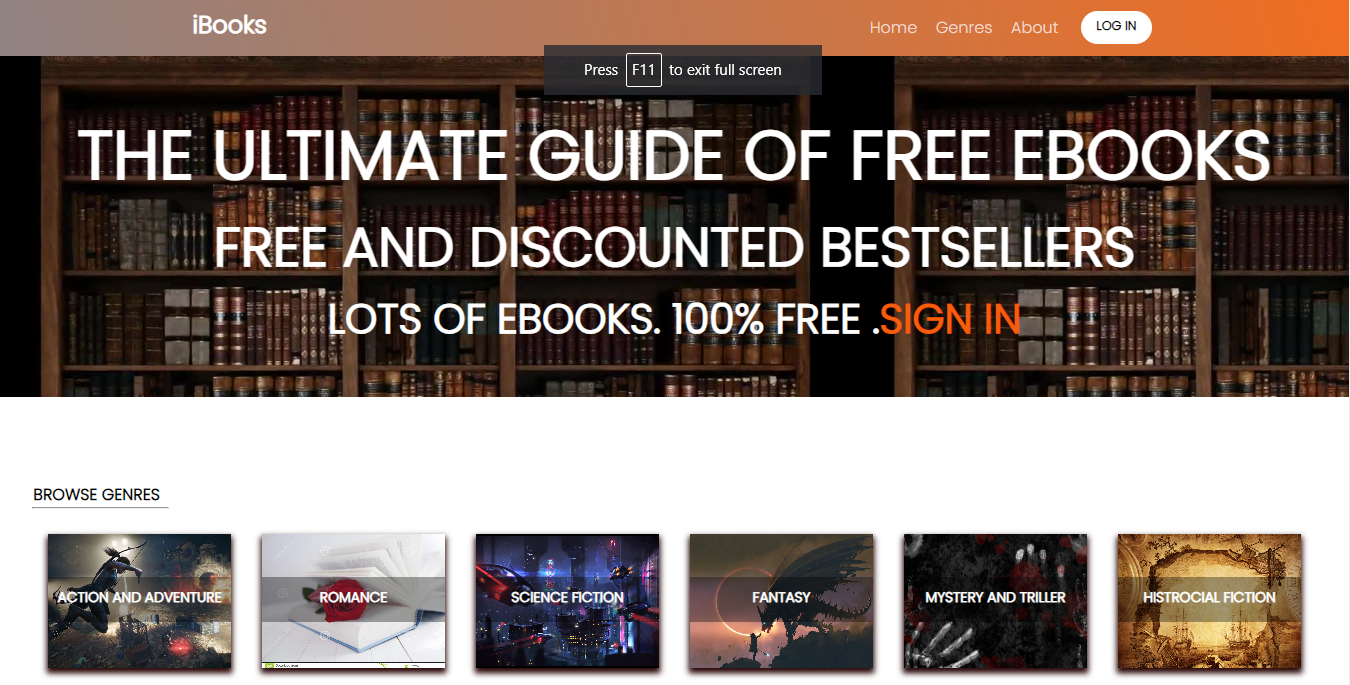 iBooks
Home Genres About LOG IN
Press F11 to exit full screen
THE ULTIMATE GUIDE OF FREE EBOOKS
FREE AND DISCOUNTED BESTSELLERS
LOTS OF EBOOKS. 100% FREE .SIGN IN
BROWSE GENRES
ACTION AND ADVENTURE
ROMANCE
SCIENCE FICTION
FANTASY
MYSTERY AND TRILLER
HISTROCIAL FICTION